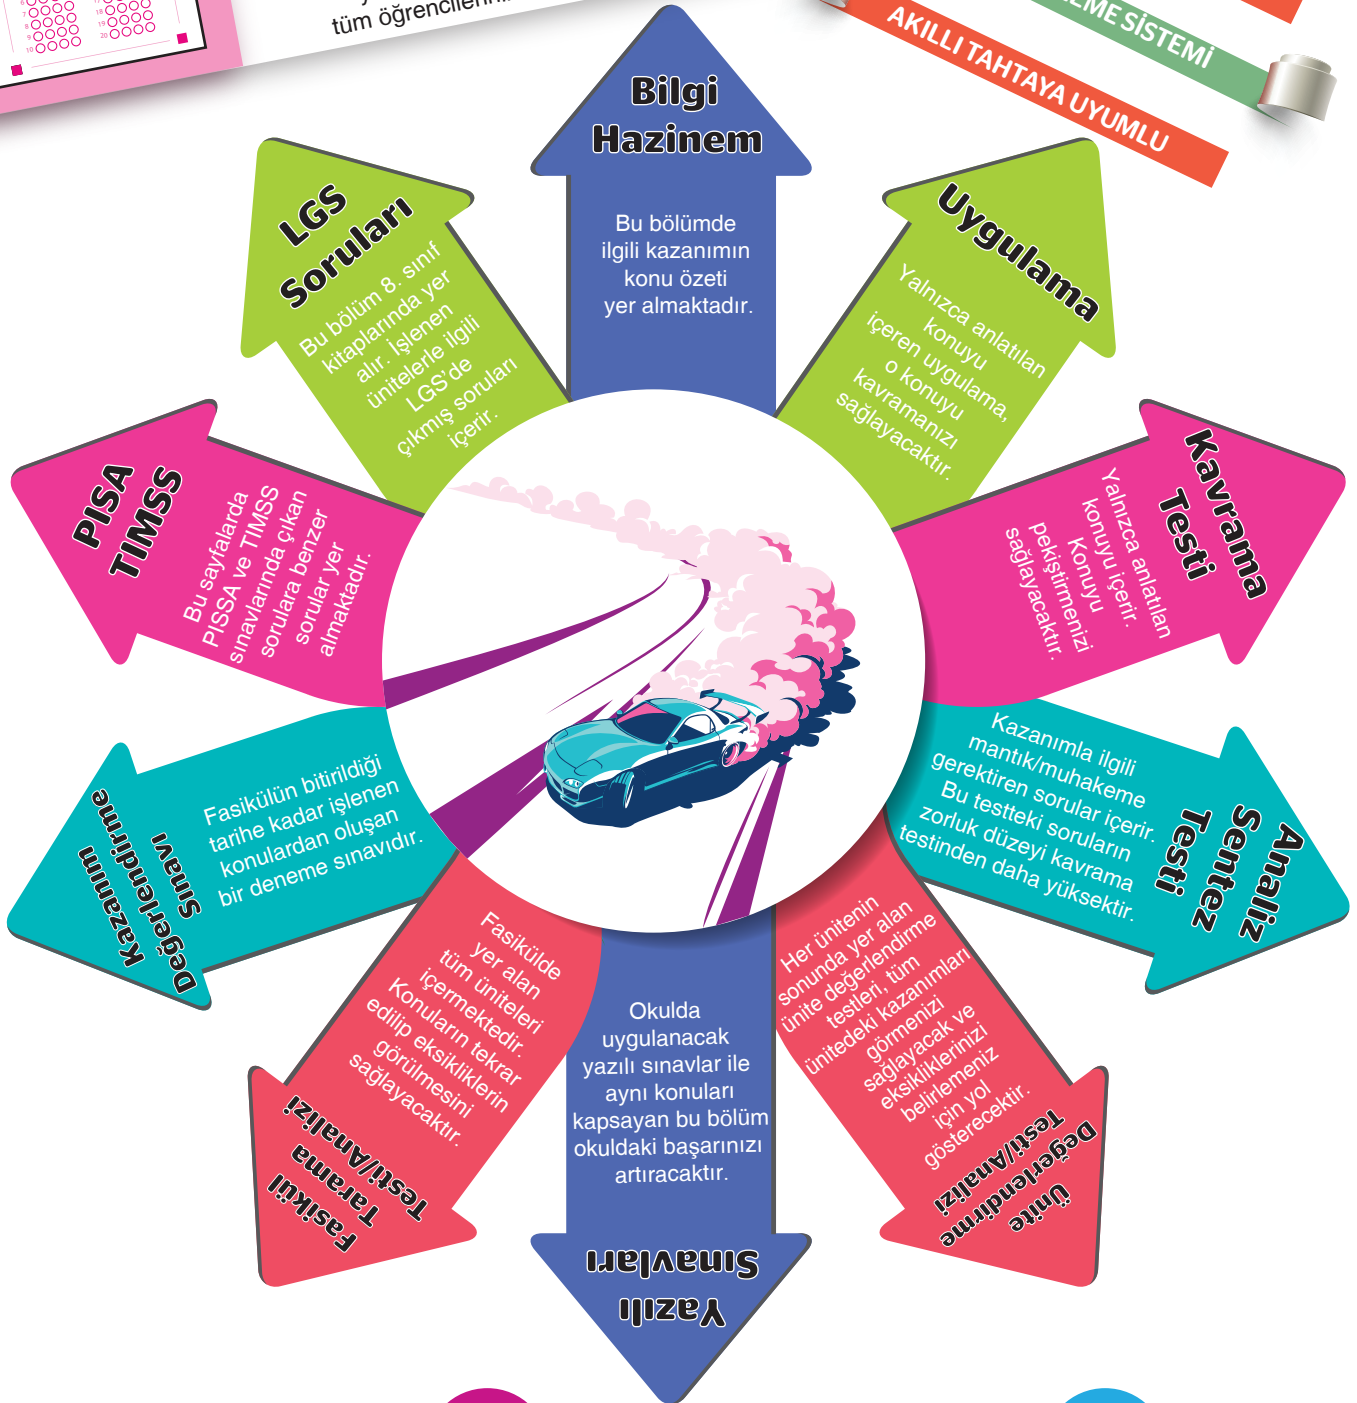 tüm öğrencilerini
EME SİSTEMİ
AKILLI TAHTAYA UYUMLU
Bilgi
Hazinem
Bu bölümde
ilgili kazanımın
konu özeti
yer almaktadır.
Uygulama
Yalnızca anlatılan
konuyu
içeren uygulama,
o konuyu
kavramanızı
sağlayacaktır.
Kavrama
Testi
Yalnızca anlatılan
konuyu içerir.
Konuyu
pekiştirmenizi
sağlayacaktır.
Analiz
Sentez
Testi
Kazanımla ilgili
mantık/muhakeme
gerektiren sorular içerir.
Bu testteki soruların
zorluk düzeyi kavrama
testinden daha yüksektir.
Ünite
Değerlendirme
Testi/Analizi
Her ünitenin
sonunda yer alan
ünite değerlendirme
testleri, tüm
ünitedeki kazanımları
görmenizi
sağlayacak ve
eksikliklerinizi
belirlemeniz
için yol
gösterecektir.
Yazılı
Sınavları
Okulda
uygulanacak
yazılı sınavlar ile
aynı konuları
kapsayan bu bölüm
okuldaki başarınızı
artıracaktır.
Fasikül
Tarama
Testi/Analizi
Fasikülde
yer alan
tüm üniteleri
içermektedir.
Konuların tekrar
edilip eksikliklerin
görülmesini
sağlayacaktır.
Kazanım
Değerlendirme
Sınavı
Fasikülün bitirildiği
tarihe kadar işlenen
konulardan oluşan
bir deneme sınavıdır.
PISA
TIMSS
Bu sayfalarda
PISSA ve TIMSS
sınavlarında çıkan
sorulara benzer
sorular yer
almaktadır.
LGS
Soruları
Bu bölüm 8. sınıf
kitaplarında yer
alır. İşlenen
ünitelerle ilgili
LGS'de
çıkmış soruları
içerir.